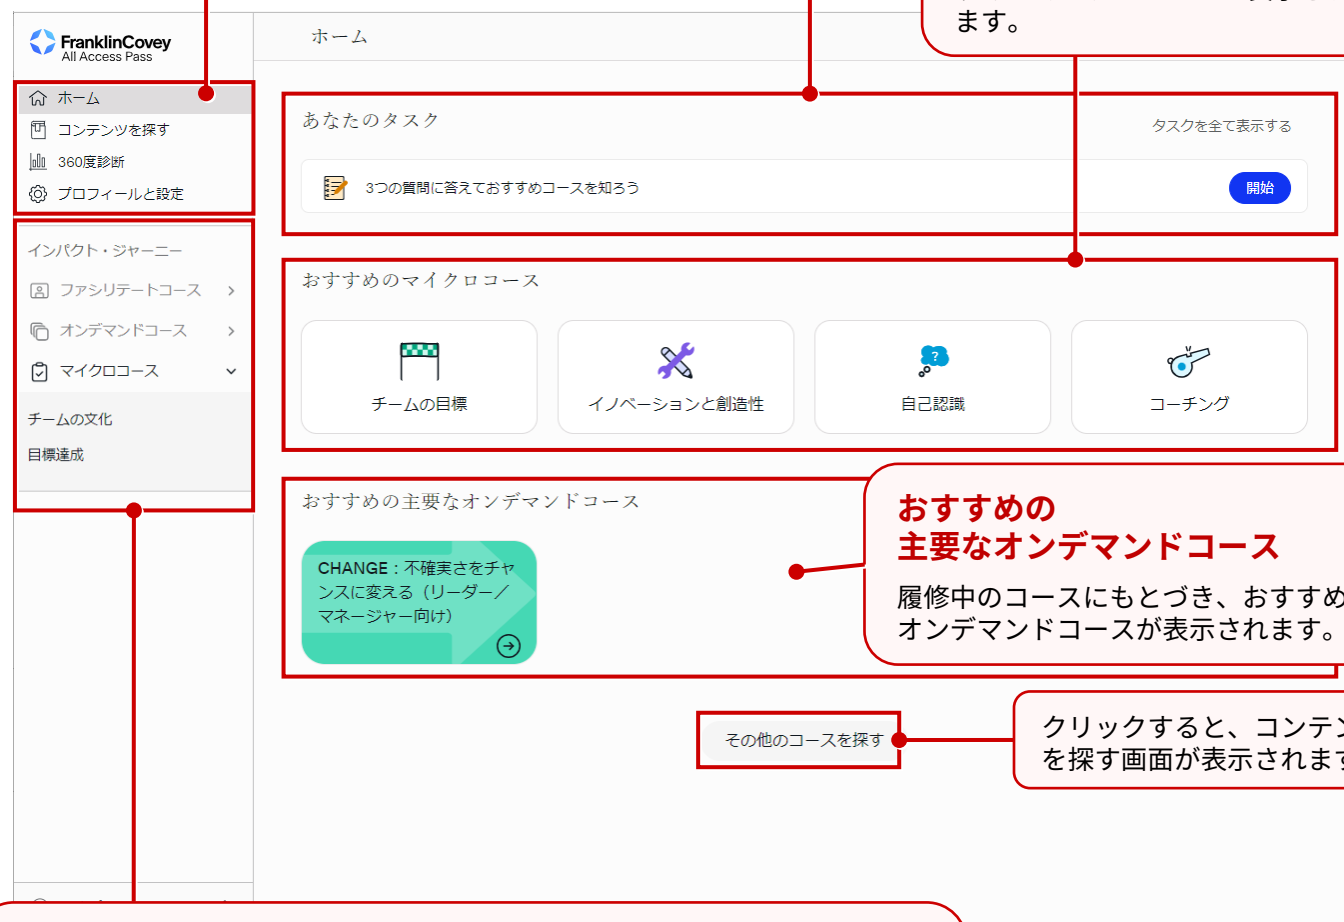 ます。
FranklinCovey
All Access Pass
ホーム
ホーム
コンテンツを探す
360度診断
プロフィールと設定
インパクト・ジャーニー
ファシリテートコース
オンデマンドコース
マイクロコース
チームの文化
目標達成
あなたのタスク
タスクを全て表示する
3つの質問に答えておすすめコースを知ろう
開始
おすすめのマイクロコース
チームの目標
イノベーションと創造性
自己認識
コーチング
おすすめの主要なオンデマンドコース
CHANGE：不確実さをチャ
ンスに変える（リーダー／
マネージャー向け）
おすすめの
主要なオンデマンドコース
履修中のコースにもとづき、おすすめ
オンデマンドコースが表示されます。
その他のコースを探す
クリックすると、コンテン
を探す画面が表示されます